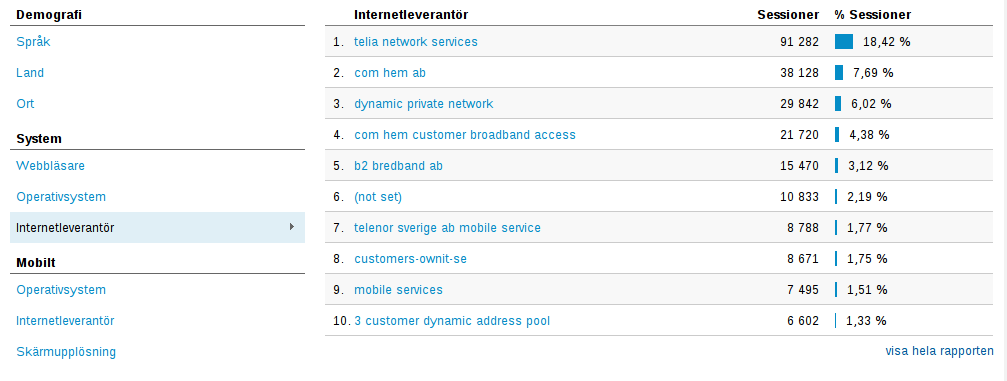 Demografi
Språk
Land
Ort
System
Webbläsare
Operativsystem
Internetleverantör
Mobilt
Operativsystem
Internetleverantör
Skärmupplösning
Internetleverantör Sessioner % Sessioner
1. telia network services 91 282 18,42 %
2. com hem ab 38 128 7,69 %
3. dynamic private network 29 842 6,02 %
4. com hem customer broadband access 21 720 4,38 %
5. b2 bredband ab 15 470 3,12 %
6. (not set) 10 833 2,19 %
7. telenor sverige ab mobile service 8 788 1,77 %
8. customers-ownit-se 8 671 1,75 %
9. mobile services 7 495 1,51 %
10. 3 customer dynamic address pool 6 602 1,33 %
visa hela rapporten